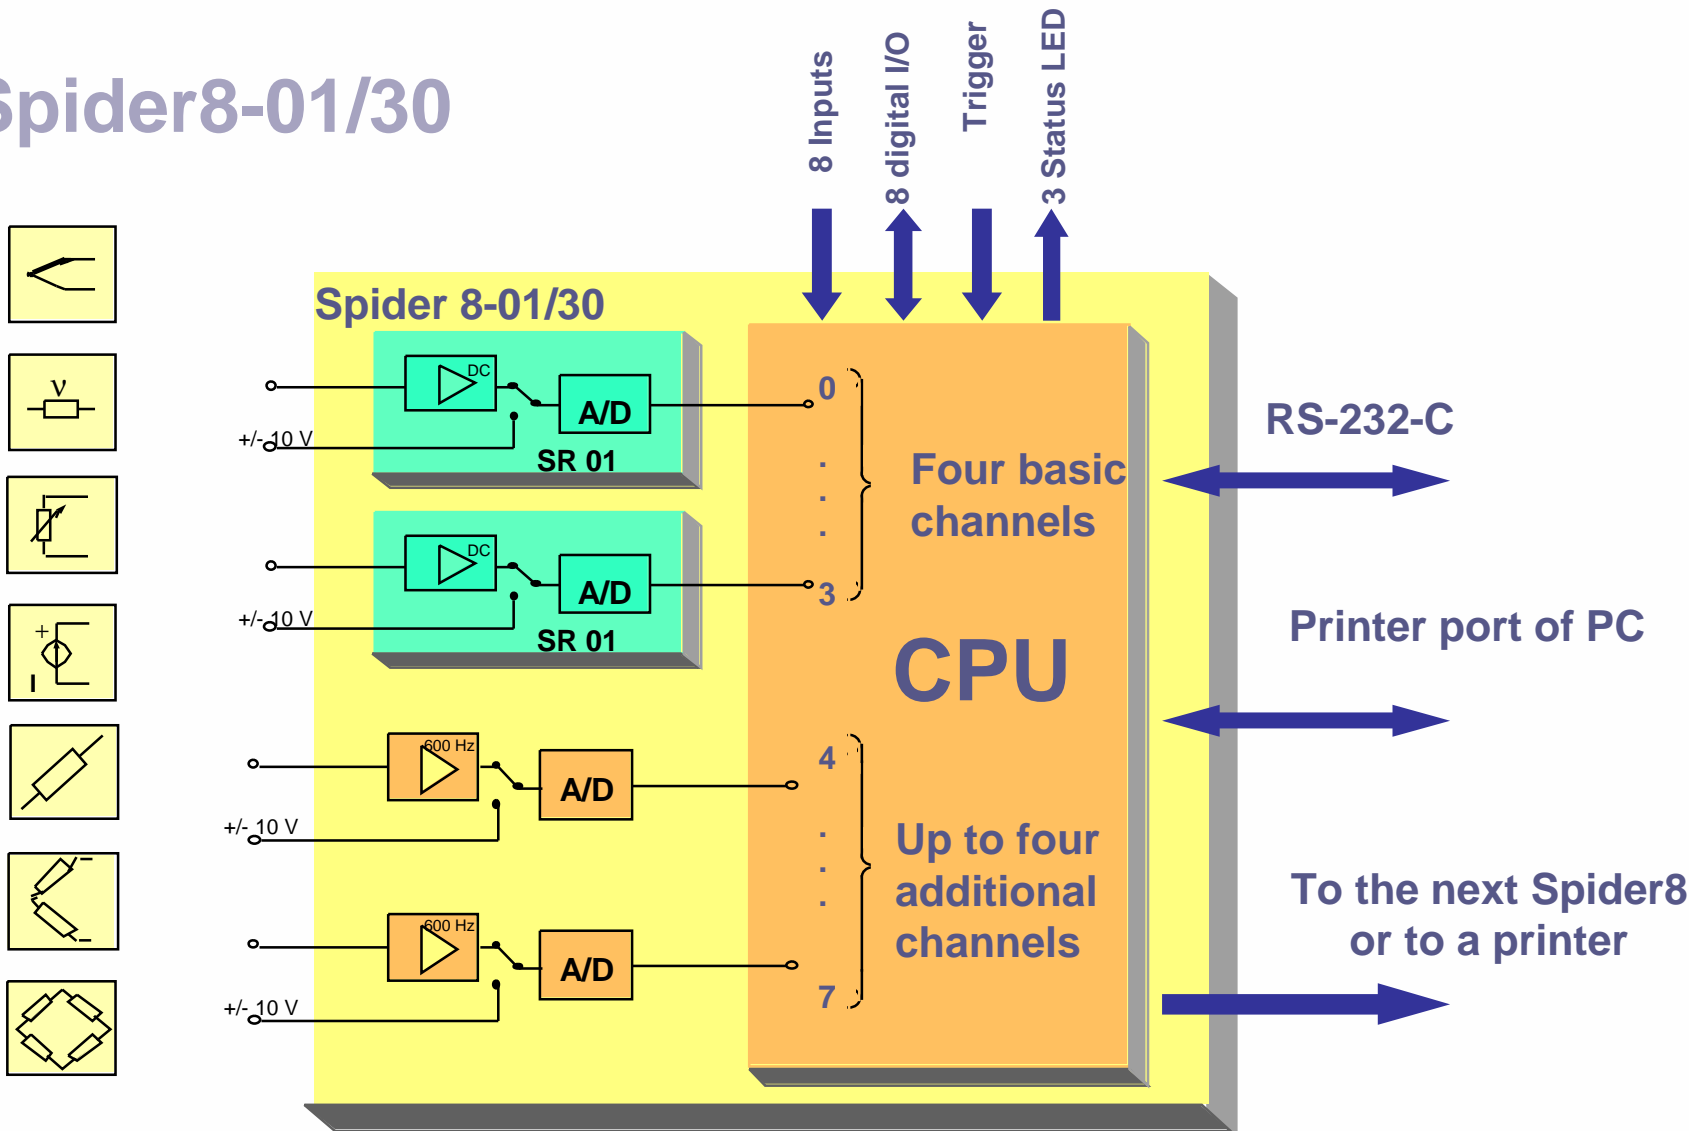 Spider8-01/30
8 Inputs
8 digital I/O
Trigger
3 Status LED
Spider 8-01/30
ν
+
I
DC
A/D
+/- 10 V
SR 01
DC
A/D
+/- 10 V
SR 01
600 Hz
A/D
+/- 10 V
600 Hz
A/D
+/- 10 V
0
.
.
.
3
Four basic
channels
CPU
4
.
.
.
7
Up to four
additional
channels
RS-232-C
Printer port of PC
To the next Spider8
or to a printer